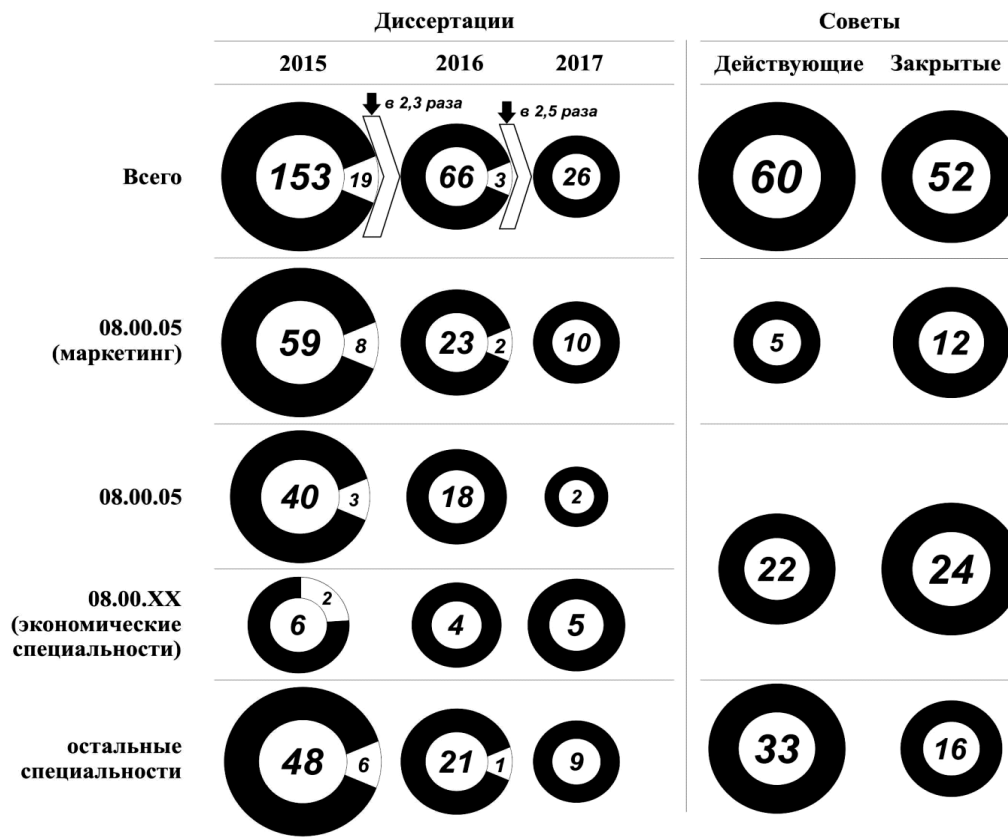 Диссертации Советы
2015 2016 2017 Действующие Закрытые
в 2,3 раза в 2,5 раза
Всего 153 19 66 3 26 60 52
08.00.05
(маркетинг) 59 8 23 2 10 5 12
08.00.05 40 3 18 2
22 24
08.00.XX
(экономические
специальности) 6 2 4 5
остальные
специальности 48 6 21 1 9 33 16